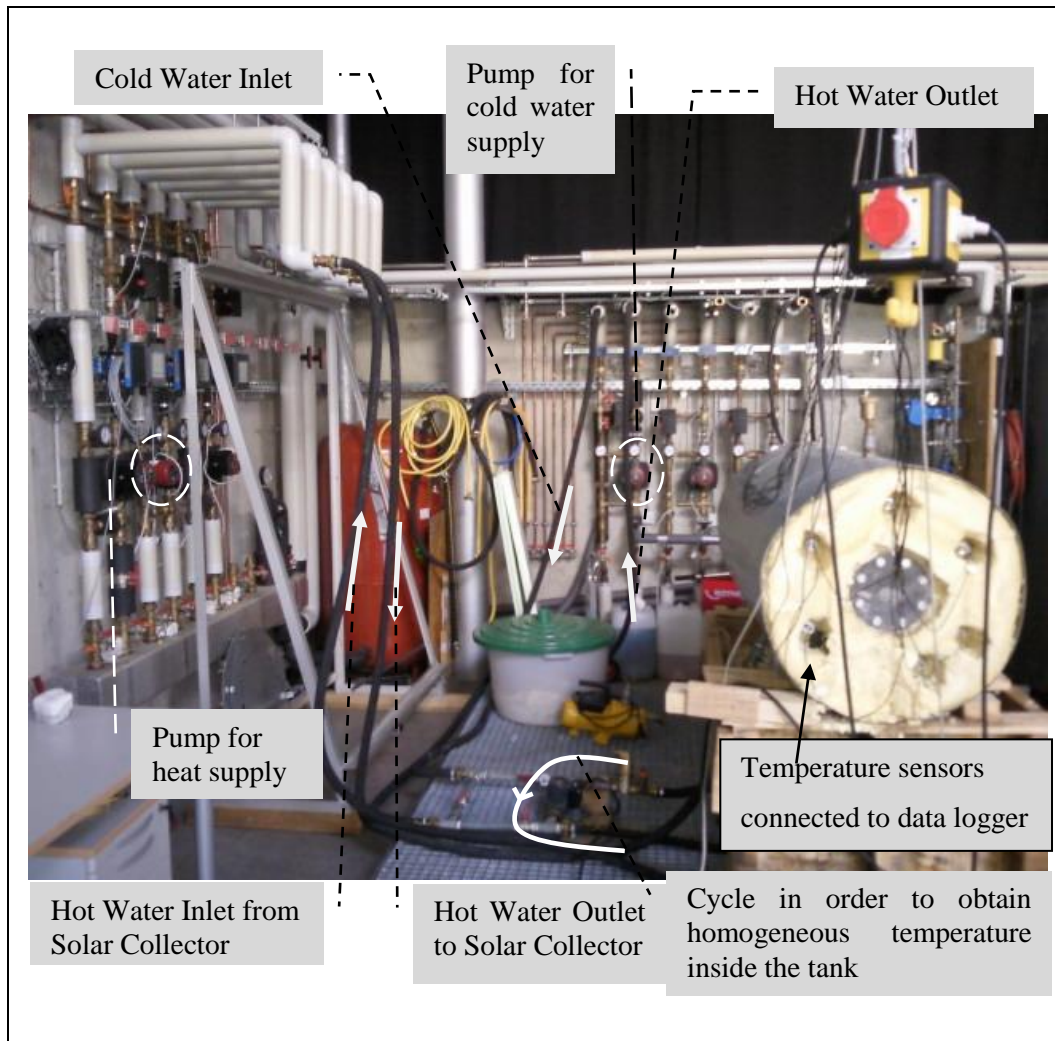 Cold Water Inlet
Pump for
cold water
supply
Hot Water Outlet
Pump for
heat supply
Temperature sensors
connected to data logger
Hot Water Inlet from
Solar Collector
Hot Water Outlet
to Solar Collector
Cycle in order to obtain
homogeneous temperature
inside the tank